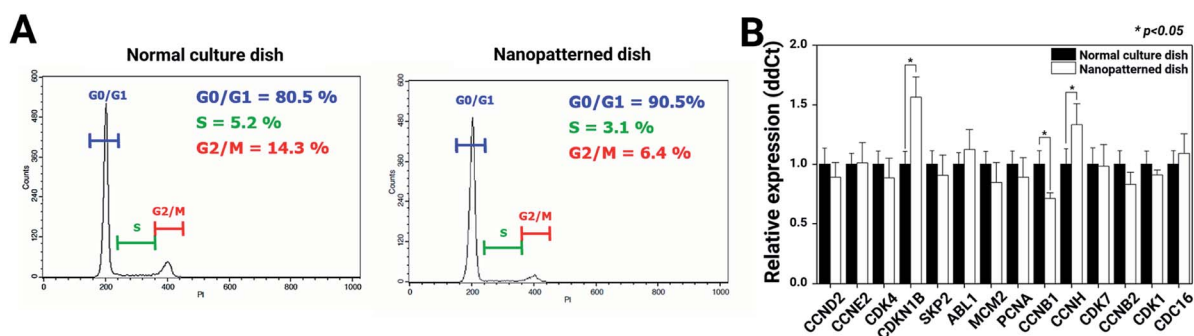 A
Normal culture dish
600
480
360
240
120
0
Counts
G0/G1
G0/G1 = 80.5 %
S = 5.2 %
G2/M = 14.3 %
S
G2/M
0
200
400
600
800
1000
PI
Nanopatterned dish
600
480
360
240
120
0
Counts
G0/G1
G0/G1 = 90.5%
S = 3.1 %
G2/M = 6.4 %
S
G2/M
0
200
400
600
800
1000
PI
B
* p<0.05
Relative expression (ddCt)
2.0
1.5
1.0
0.5
0.0
Normal culture dish
Nanopatterned dish
*
*
*
CCND2
CCNE2
CDK4
CDKN1B
SKP2
ABL1
MCM2
PCNA
CCNB1
CCNH
CDK7
CCNB2
CDK1
CDC16